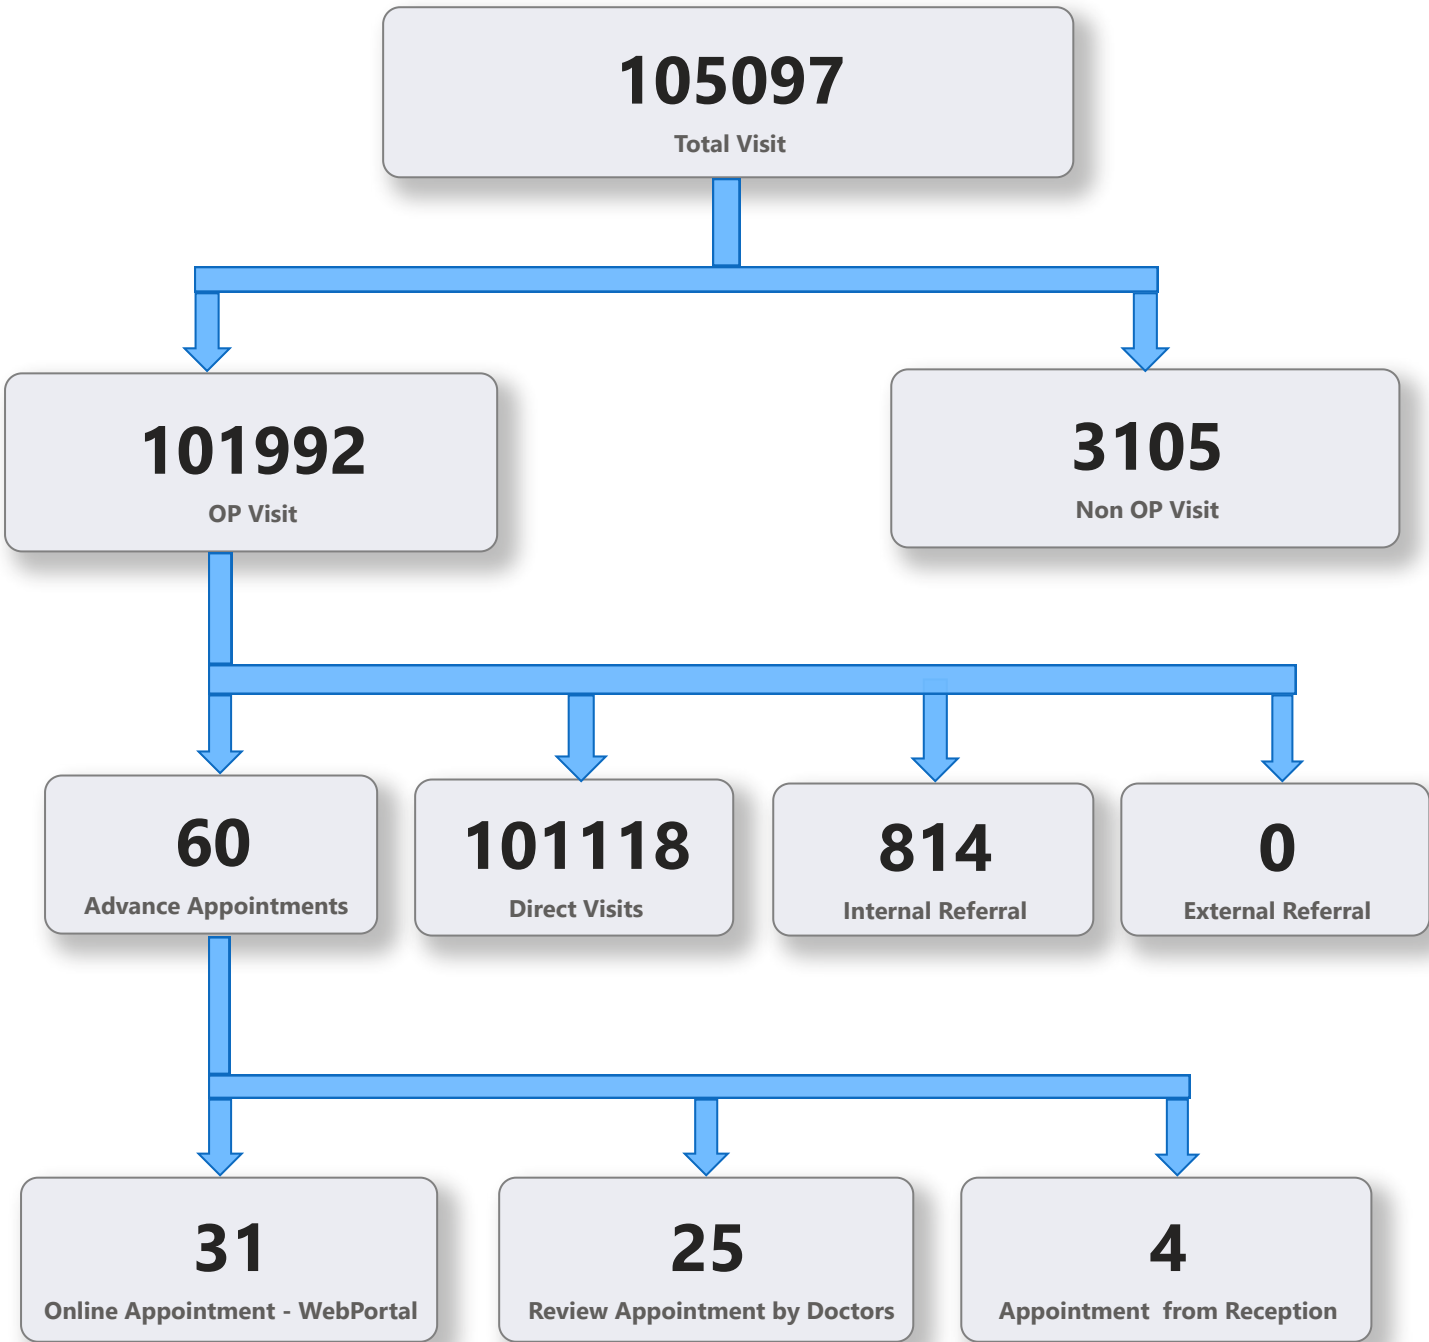 105097
Total Visit
101992
OP Visit
3105
Non OP Visit
60
Advance Appointments
101118
Direct Visits
814
Internal Referral
0
External Referral
31
Online Appointment - WebPortal
25
Review Appointment by Doctors
4
Appointment  from Reception